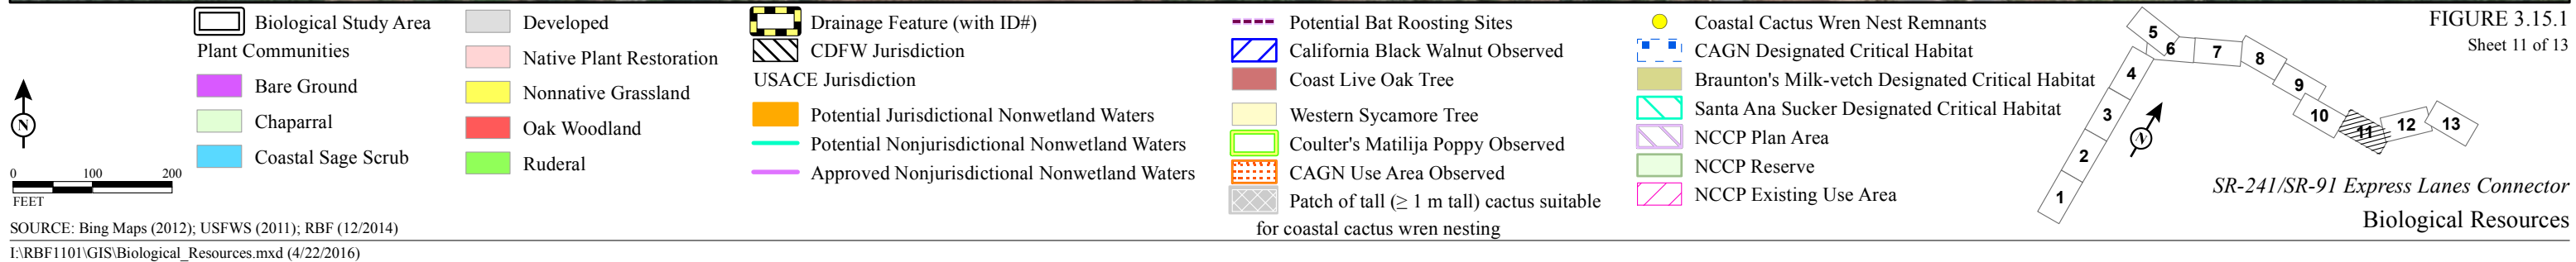 Biological Study Area
Plant Communities
Bare Ground
Chaparral
Coastal Sage Scrub
Developed
Native Plant Restoration
Nonnative Grassland
Oak Woodland
Ruderal
Drainage Feature (with ID#)
CDFW Jurisdiction
USACE Jurisdiction
Potential Jurisdictional Nonwetland Waters
Potential Nonjurisdictional Nonwetland Waters
Approved Nonjurisdictional Nonwetland Waters
Potential Bat Roosting Sites
California Black Walnut Observed
Coast Live Oak Tree
Western Sycamore Tree
Coulter's Matilija Poppy Observed
CAGN Use Area Observed
Patch of tall (≥ 1 m tall) cactus suitable
for coastal cactus wren nesting
Coastal Cactus Wren Nest Remnants
CAGN Designated Critical Habitat
Braunton's Milk-vetch Designated Critical Habitat
Santa Ana Sucker Designated Critical Habitat
NCCP Plan Area
NCCP Reserve
NCCP Existing Use Area
5
6
7
8
9
10
11
12
13
4
3
2
1
N
FIGURE 3.15.1
Sheet 11 of 13
SR-241/SR-91 Express Lanes Connector
Biological Resources
N
0 100 200
FEET
SOURCE: Bing Maps (2012); USFWS (2011); RBF (12/2014)
I:\RBF1101\GIS\Biological_Resources.mxd (4/22/2016)